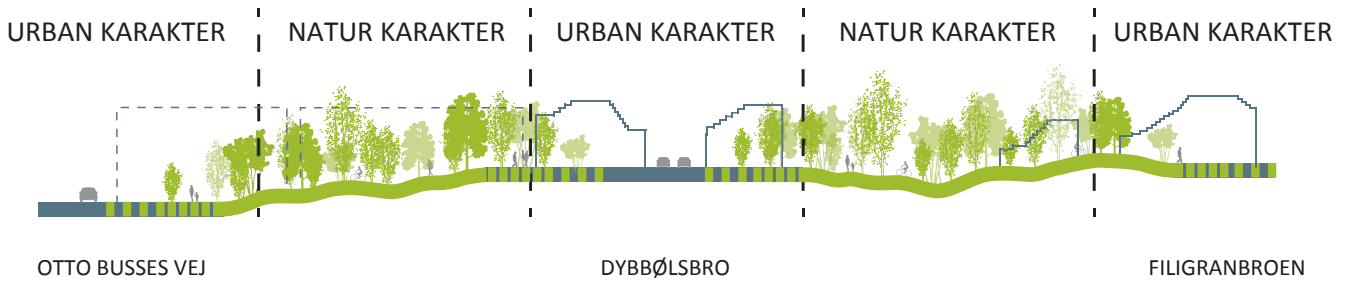 URBAN KARAKTER
NATUR KARAKTER
URBAN KARAKTER
NATUR KARAKTER
URBAN KARAKTER
OTTO BUSSES VEJ
DYBBØLSBRO
FILIGRANBROEN